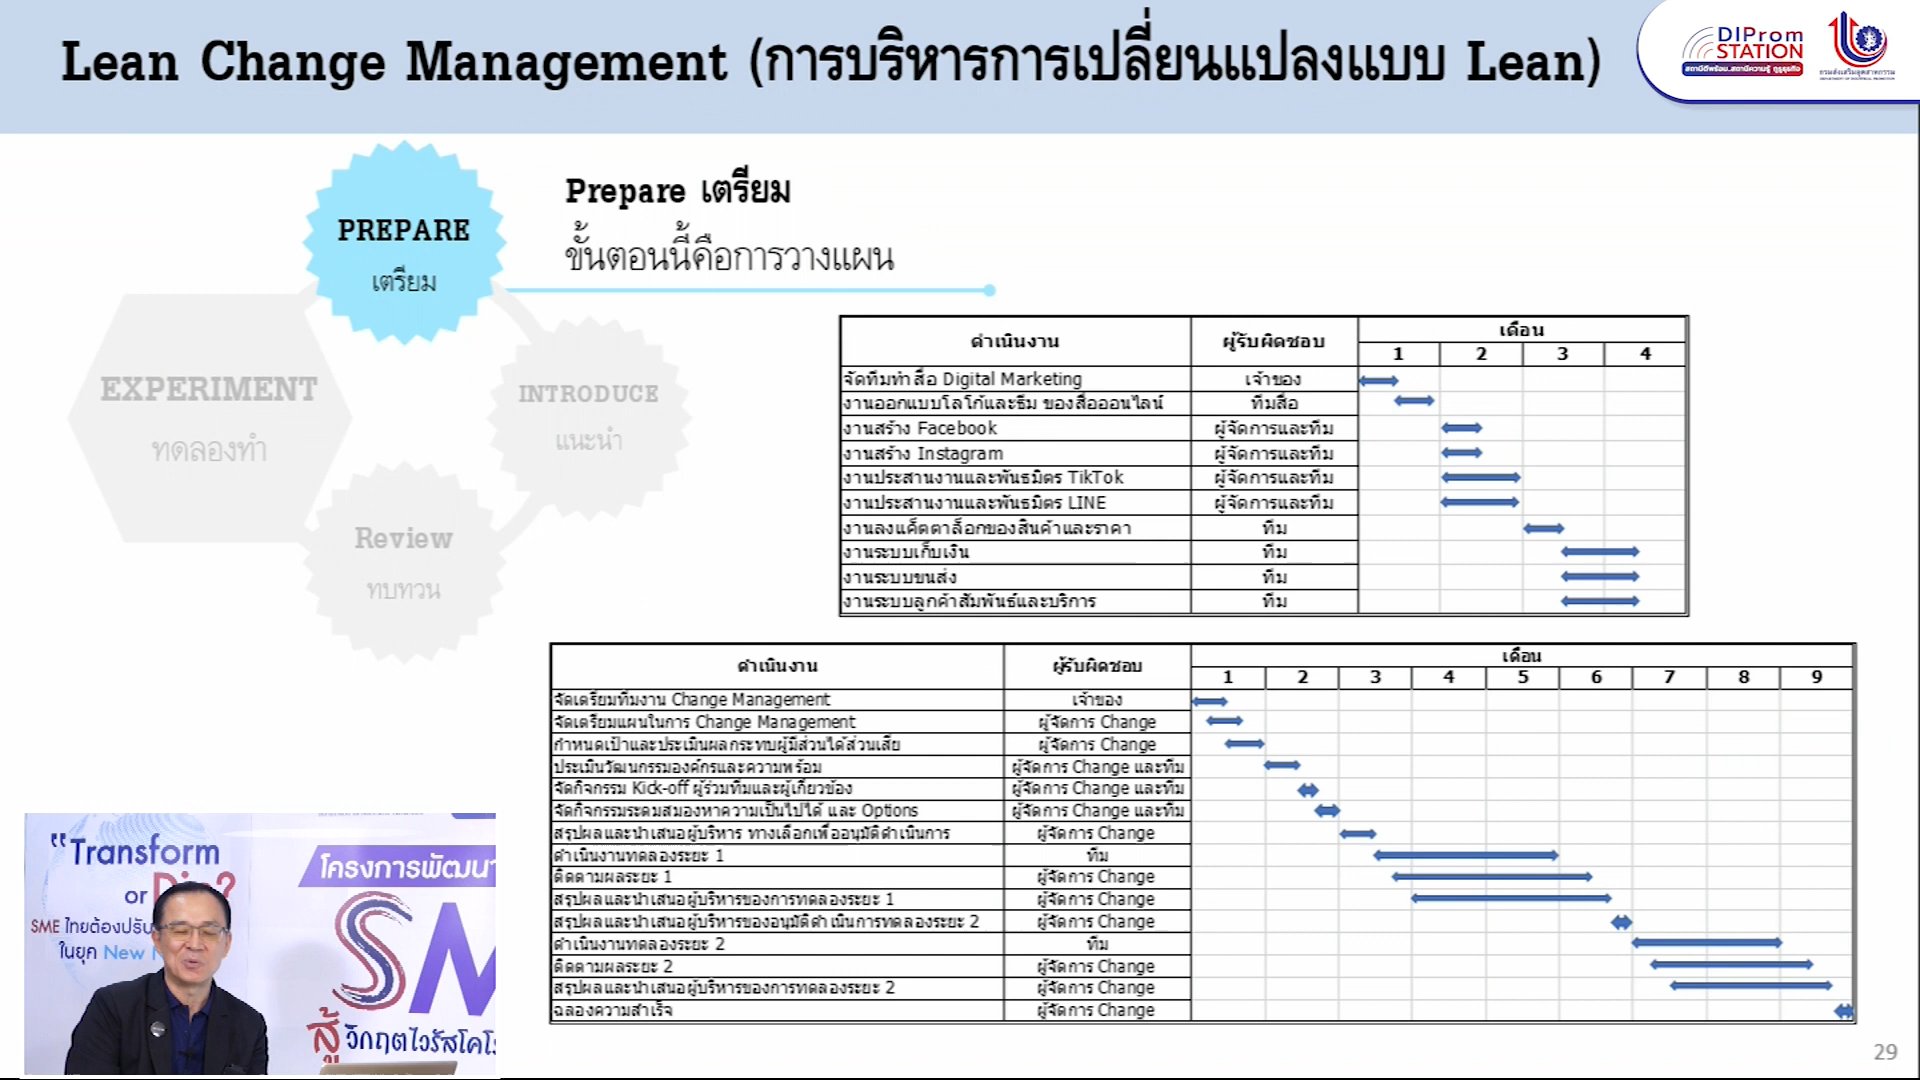 Lean Change Management (การบริหารการเปลี่ยนแปลงแบบ Lean)
DIProm
STATION
สถานีดีพร้อม..สถานีความรู้ คู่ธุรกิจ
กรมส่งเสริมอุตสาหกรรม
PREPARE
เตรียม
Prepare เตรียม
ขั้นตอนนี้คือการวางแผน
EXPERIMENT
ทดลองทำ
INTRODUCE
แนะนำ
Review
ทบทวน
ดำเนินงาน ผู้รับผิดชอบ เดือน
1 2 3 4
จัดทีมทำสื่อ Digital Marketing เจ้าของ
งานออกแบบโลโก้และธีม ของสื่อออนไลน์ ทีมสื่อ
งานสร้าง Facebook ผู้จัดการและทีม
งานสร้าง Instagram ผู้จัดการและทีม
งานประสานงานและพันธมิตร TikTok ผู้จัดการและทีม
งานประสานงานและพันธมิตร LINE ผู้จัดการและทีม
งานลงแค็ตตาล็อกของสินค้าและราคา ทีม
งานระบบเก็บเงิน ทีม
งานระบบขนส่ง ทีม
งานระบบลูกค้าสัมพันธ์และบริการ ทีม
ดำเนินงาน ผู้รับผิดชอบ เดือน
1 2 3 4 5 6 7 8 9
จัดเตรียมทีมงาน Change Management เจ้าของ
จัดเตรียมแผนในการ Change Management ผู้จัดการ Change
กำหนดเป้าและประเมินผลกระทบผู้มีส่วนได้ส่วนเสีย ผู้จัดการ Change
ประเมินวัฒนกรรมองค์กรและความพร้อม ผู้จัดการ Change และทีม
จัดกิจกรรม Kick-off ผู้ร่วมทีมและผู้เกี่ยวข้อง ผู้จัดการ Change และทีม
จัดกิจกรรมระดมสมองหาความเป็นไปได้ และ Options ผู้จัดการ Change และทีม
สรุปผลและนำเสนอผู้บริหาร ทางเลือกเพื่ออนุมัติดำเนินการ ผู้จัดการ Change
ดำเนินงานทดลองระยะ 1 ทีม
ติดตามผลระยะ 1 ผู้จัดการ Change
สรุปผลและนำเสนอผู้บริหารของการทดลองระยะ 1 ผู้จัดการ Change
สรุปผลและนำเสนอผู้บริหารของอนุมัติดำเนินการทดลองระยะ 2 ผู้จัดการ Change
ดำเนินงานทดลองระยะ 2 ทีม
ติดตามผลระยะ 2 ผู้จัดการ Change
สรุปผลและนำเสนอผู้บริหารของการทดลองระยะ 2 ผู้จัดการ Change
ฉลองความสำเร็จ ผู้จัดการ Change
"Transform
or Die?
SME ไทยต้องปรับ
ในยุค New
โครงการพัฒนา
SM
สู้วิกฤตไวรัสโคโร
29